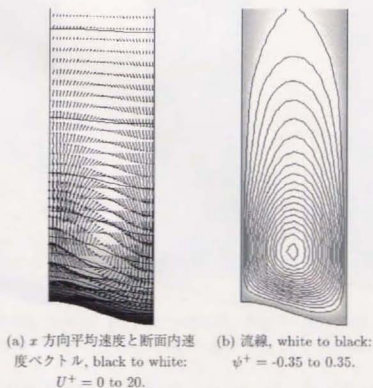 (a) x 方向平均速度と断面内速
度ベクトル, black to white:
U⁺ = 0 to 20.
(b) 流線, white to black:
ψ⁺ = -0.35 to 0.35.